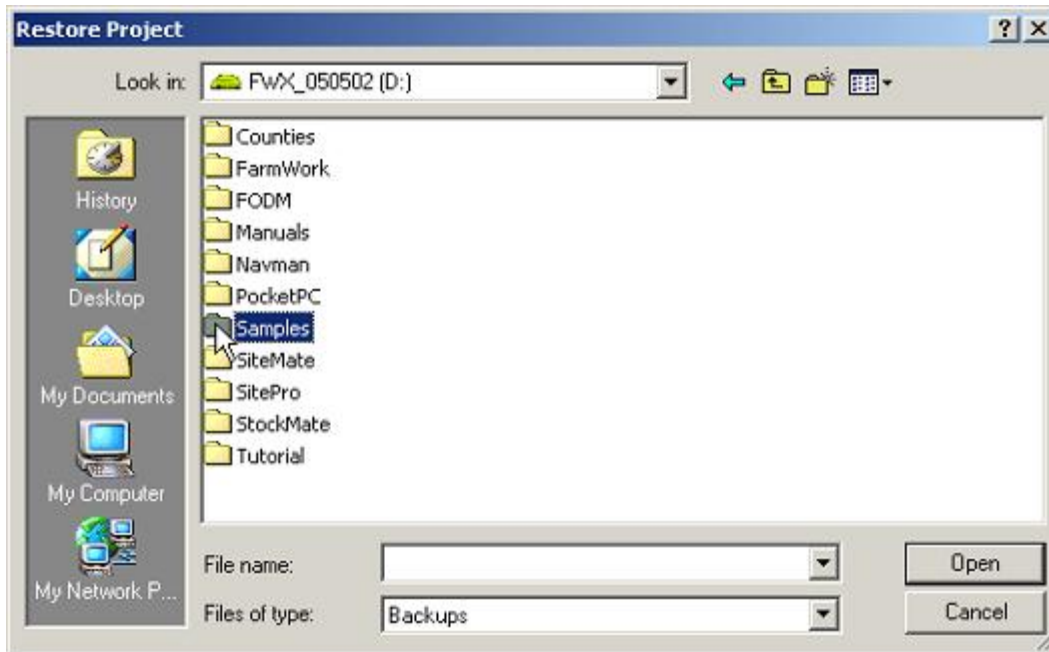 Restore Project
Look in: FWX_050502 (D:)
History
Desktop
My Documents
My Computer
My Network P...
Counties
FarmWork
FODM
Manuals
Navman
PocketPC
Samples
SiteMate
SitePro
StockMate
Tutorial
File name:
Open
Files of type: Backups
Cancel